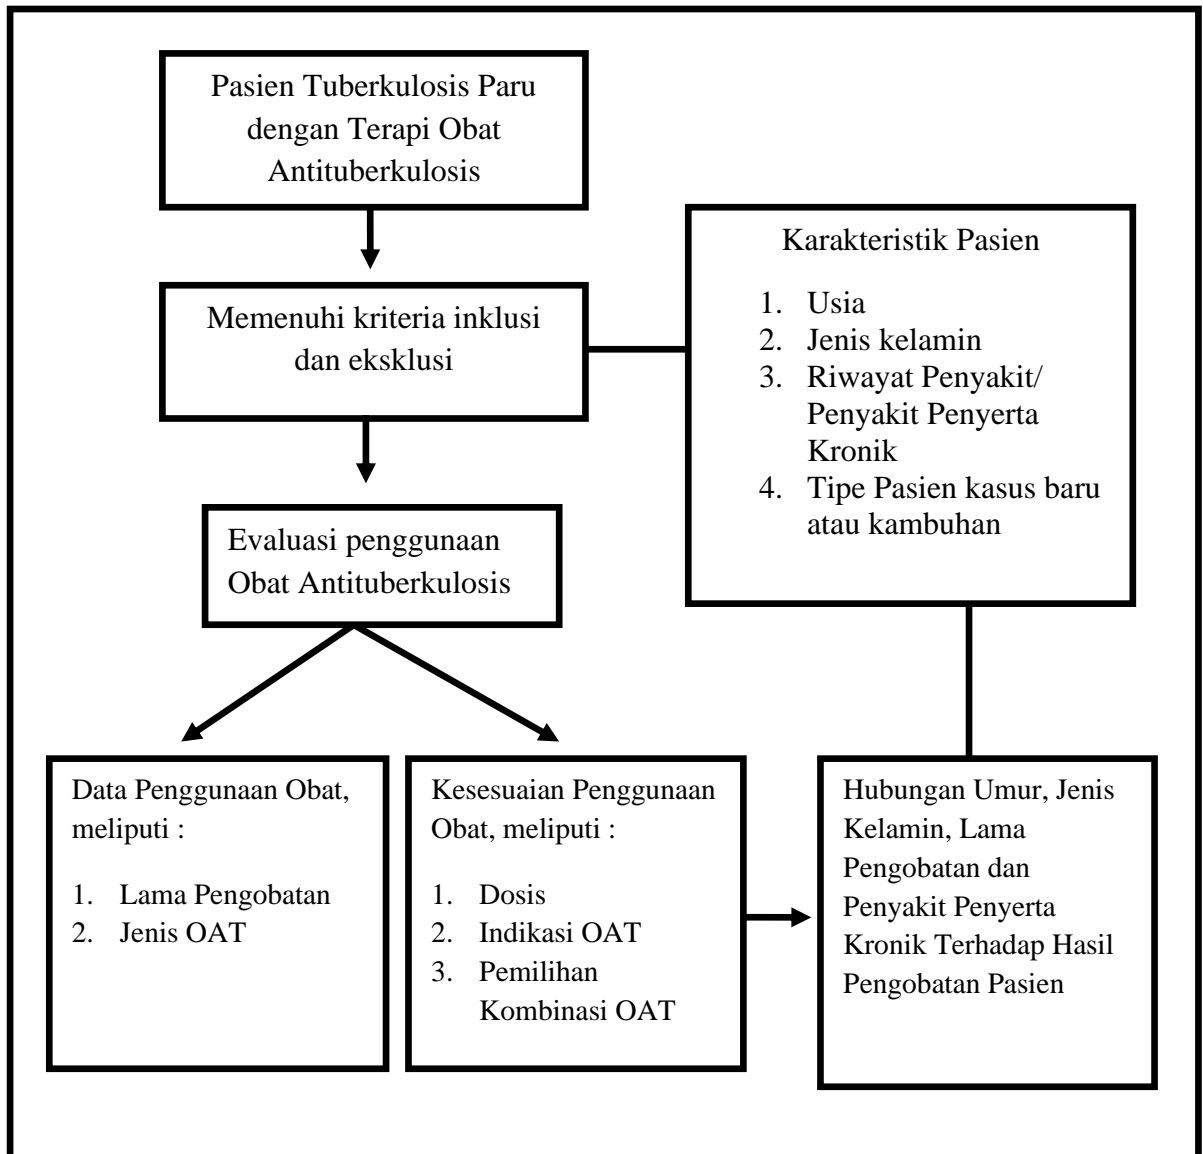 Pasien Tuberkulosis Paru
dengan Terapi Obat
Antituberkulosis
Memenuhi kriteria inklusi
dan eksklusi
Karakteristik Pasien
1. Usia
2. Jenis kelamin
3. Riwayat Penyakit/
Penyakit Penyerta
Kronik
4. Tipe Pasien kasus baru
atau kambuhan
Evaluasi penggunaan
Obat Antituberkulosis
Data Penggunaan Obat,
meliputi :
1. Lama Pengobatan
2. Jenis OAT
Kesesuaian Penggunaan
Obat, meliputi :
1. Dosis
2. Indikasi OAT
3. Pemilihan
Kombinasi OAT
Hubungan Umur, Jenis
Kelamin, Lama
Pengobatan dan
Penyakit Penyerta
Kronik Terhadap Hasil
Pengobatan Pasien